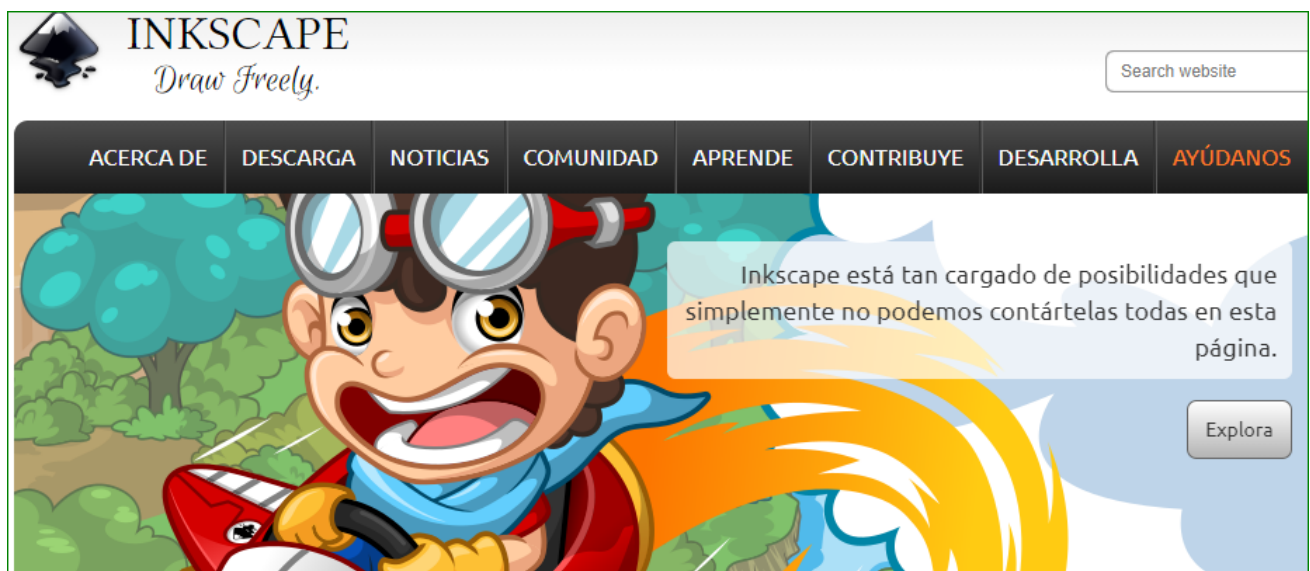 INKSCAPE
Draw Freely.
Search website
ACERCA DE DESCARGA NOTICIAS COMUNIDAD APRENDE CONTRIBUYE DESARROLLA AYÚDANOS
Inkscape está tan cargado de posibilidades que
simplemente no podemos contártelas todas en esta
página.
Explora